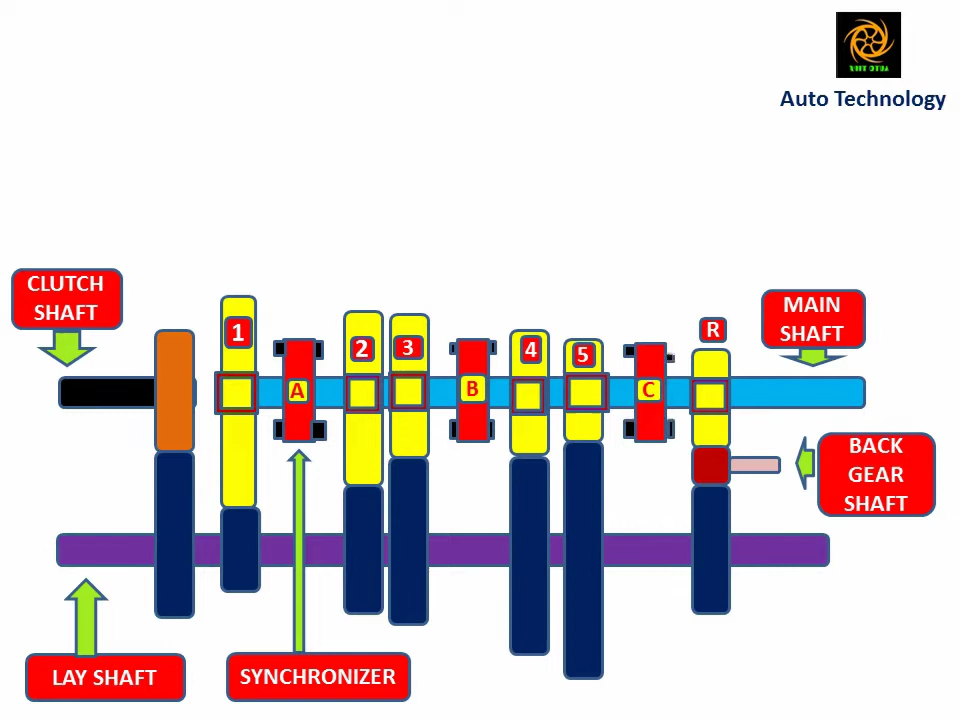 Auto Technology
CLUTCH
SHAFT
MAIN
SHAFT
1
2
3
4
5
R
A
B
C
BACK
GEAR
SHAFT
LAY SHAFT
SYNCHRONIZER